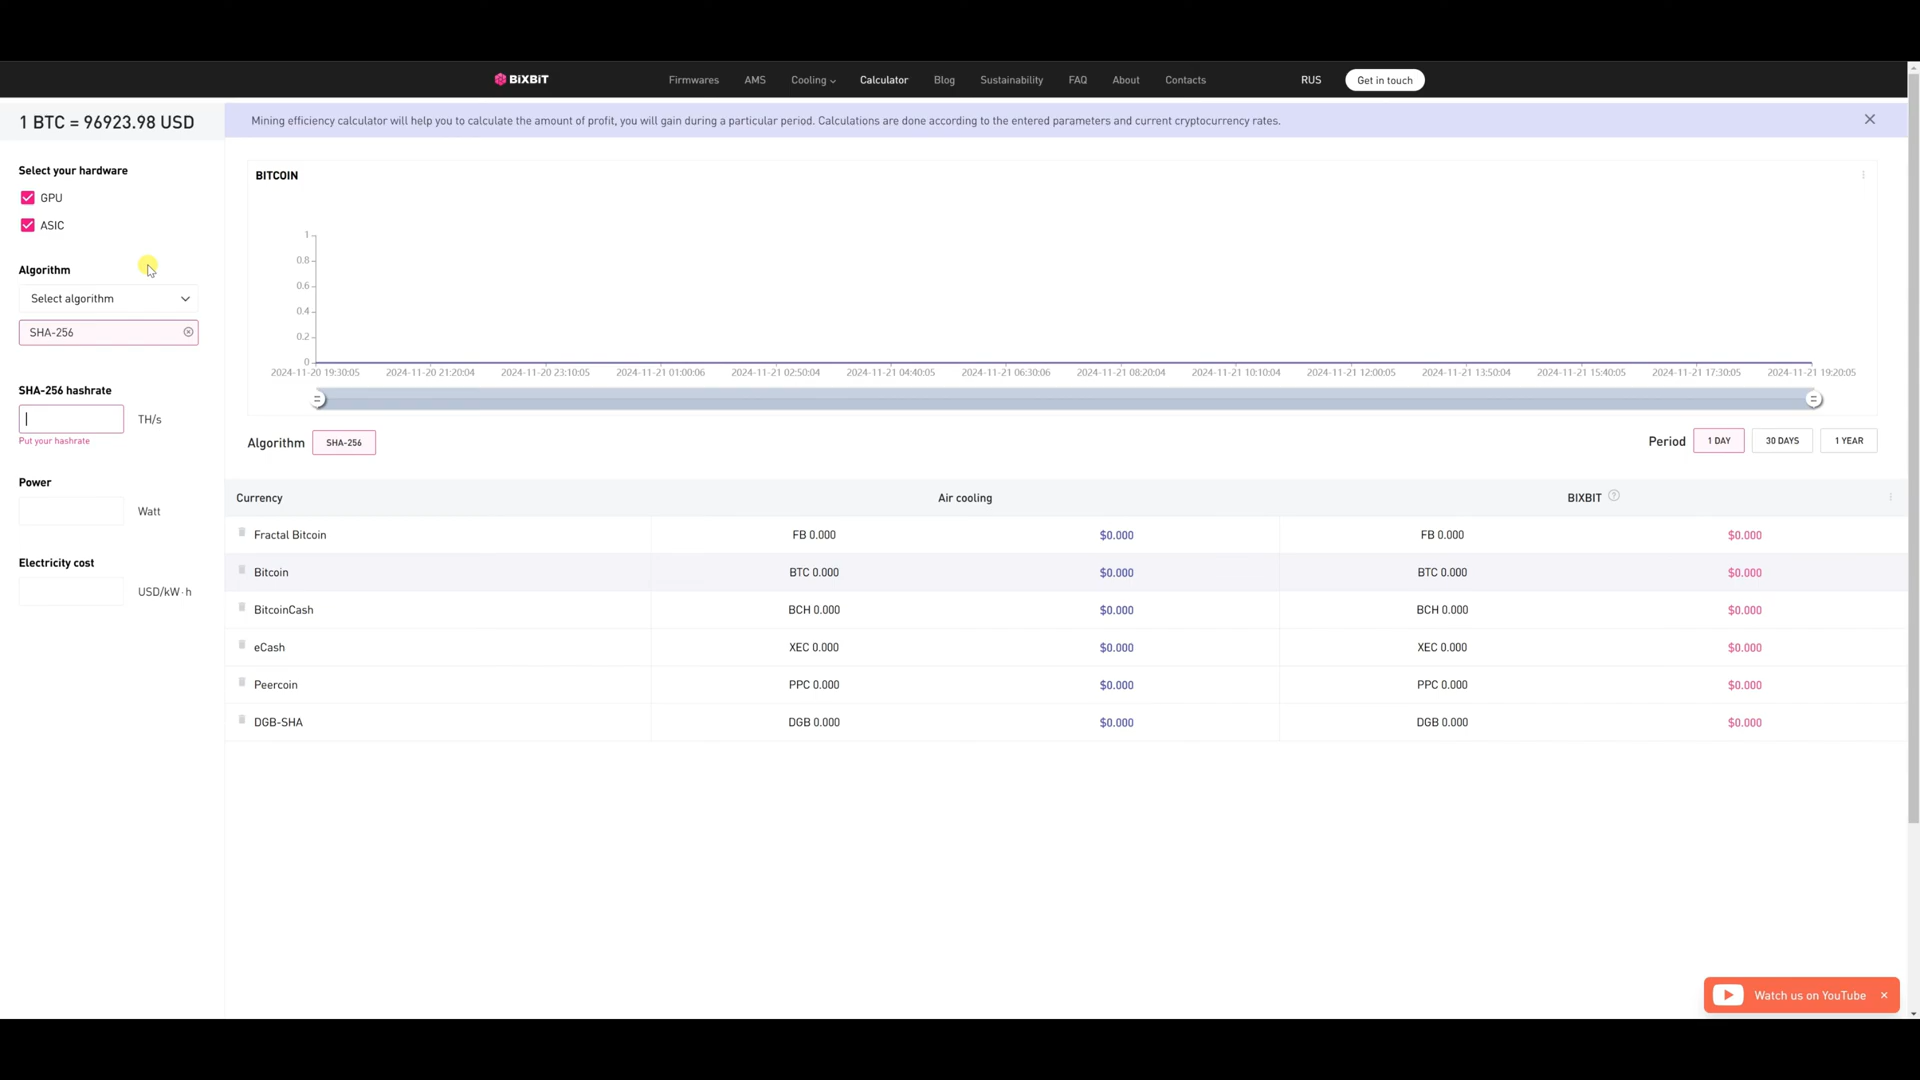 BIXBIT
Firmwares
AMS
Cooling
Calculator
Blog
Sustainability
FAQ
About
Contacts
RUS
Get in touch
1 BTC = 96923.98 USD
Mining efficiency calculator will help you to calculate the amount of profit, you will gain during a particular period. Calculations are done according to the entered parameters and current cryptocurrency rates.
Select your hardware
GPU
ASIC
Algorithm
Select algorithm
SHA-256
SHA-256 hashrate
TH/s
Put your hashrate
Power
Watt
Electricity cost
USD/kW·h
BITCOIN
1
0.8
0.6
0.4
0.2
0
2024-11-20 19:30:05 2024-11-20 21:20:04 2024-11-20 23:10:05 2024-11-21 01:00:06 2024-11-21 02:50:04 2024-11-21 04:40:05 2024-11-21 06:30:06 2024-11-21 08:20:04 2024-11-21 10:10:04 2024-11-21 12:00:05 2024-11-21 13:50:04 2024-11-21 15:40:05 2024-11-21 17:30:05 2024-11-21 19:20:05
Algorithm SHA-256
Period 1 DAY 30 DAYS 1 YEAR
Currency Air cooling BIXBIT ?
Fractal Bitcoin FB 0.000 $0.000 FB 0.000 $0.000
Bitcoin BTC 0.000 $0.000 BTC 0.000 $0.000
BitcoinCash BCH 0.000 $0.000 BCH 0.000 $0.000
eCash XEC 0.000 $0.000 XEC 0.000 $0.000
Peercoin PPC 0.000 $0.000 PPC 0.000 $0.000
DGB-SHA DGB 0.000 $0.000 DGB 0.000 $0.000
Watch us on YouTube